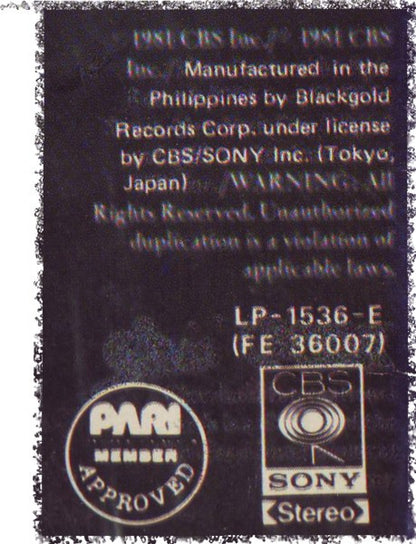 1981 CBS Inc./℗ 1981 CBS
Inc./ Manufactured in the
Philippines by Blackgold
Records Corp. under license
by CBS/SONY Inc. (Tokyo,
Japan) /WARNING: All
Rights Reserved. Unauthorized
duplication is a violation of
applicable laws.
LP-1536-E
(FE 36007)
PARI
MEMBER
APPROVED
CBS
SONY
Stereo